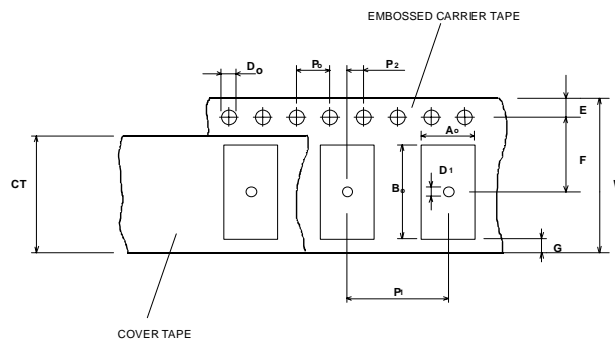 EMBOSSED CARRIER TAPE
Do
Po
P2
E
Ao
F
D1
CT
Bo
G
P1
COVER TAPE